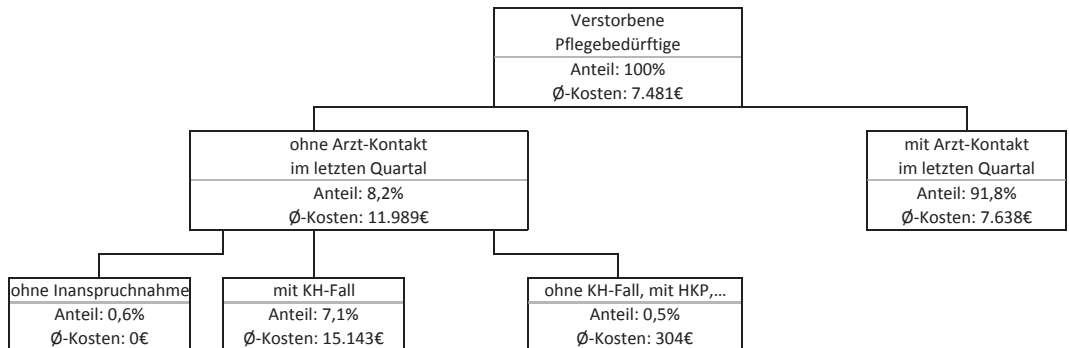 Verstorbene
Pflegebedürftige
Anteil: 100%
Ø-Kosten: 7.481€
ohne Arzt-Kontakt
im letzten Quartal
Anteil: 8,2%
Ø-Kosten: 11.989€
mit Arzt-Kontakt
im letzten Quartal
Anteil: 91,8%
Ø-Kosten: 7.638€
ohne Inanspruchnahme
Anteil: 0,6%
Ø-Kosten: 0€
mit KH-Fall
Anteil: 7,1%
Ø-Kosten: 15.143€
ohne KH-Fall, mit HKP,...
Anteil: 0,5%
Ø-Kosten: 304€